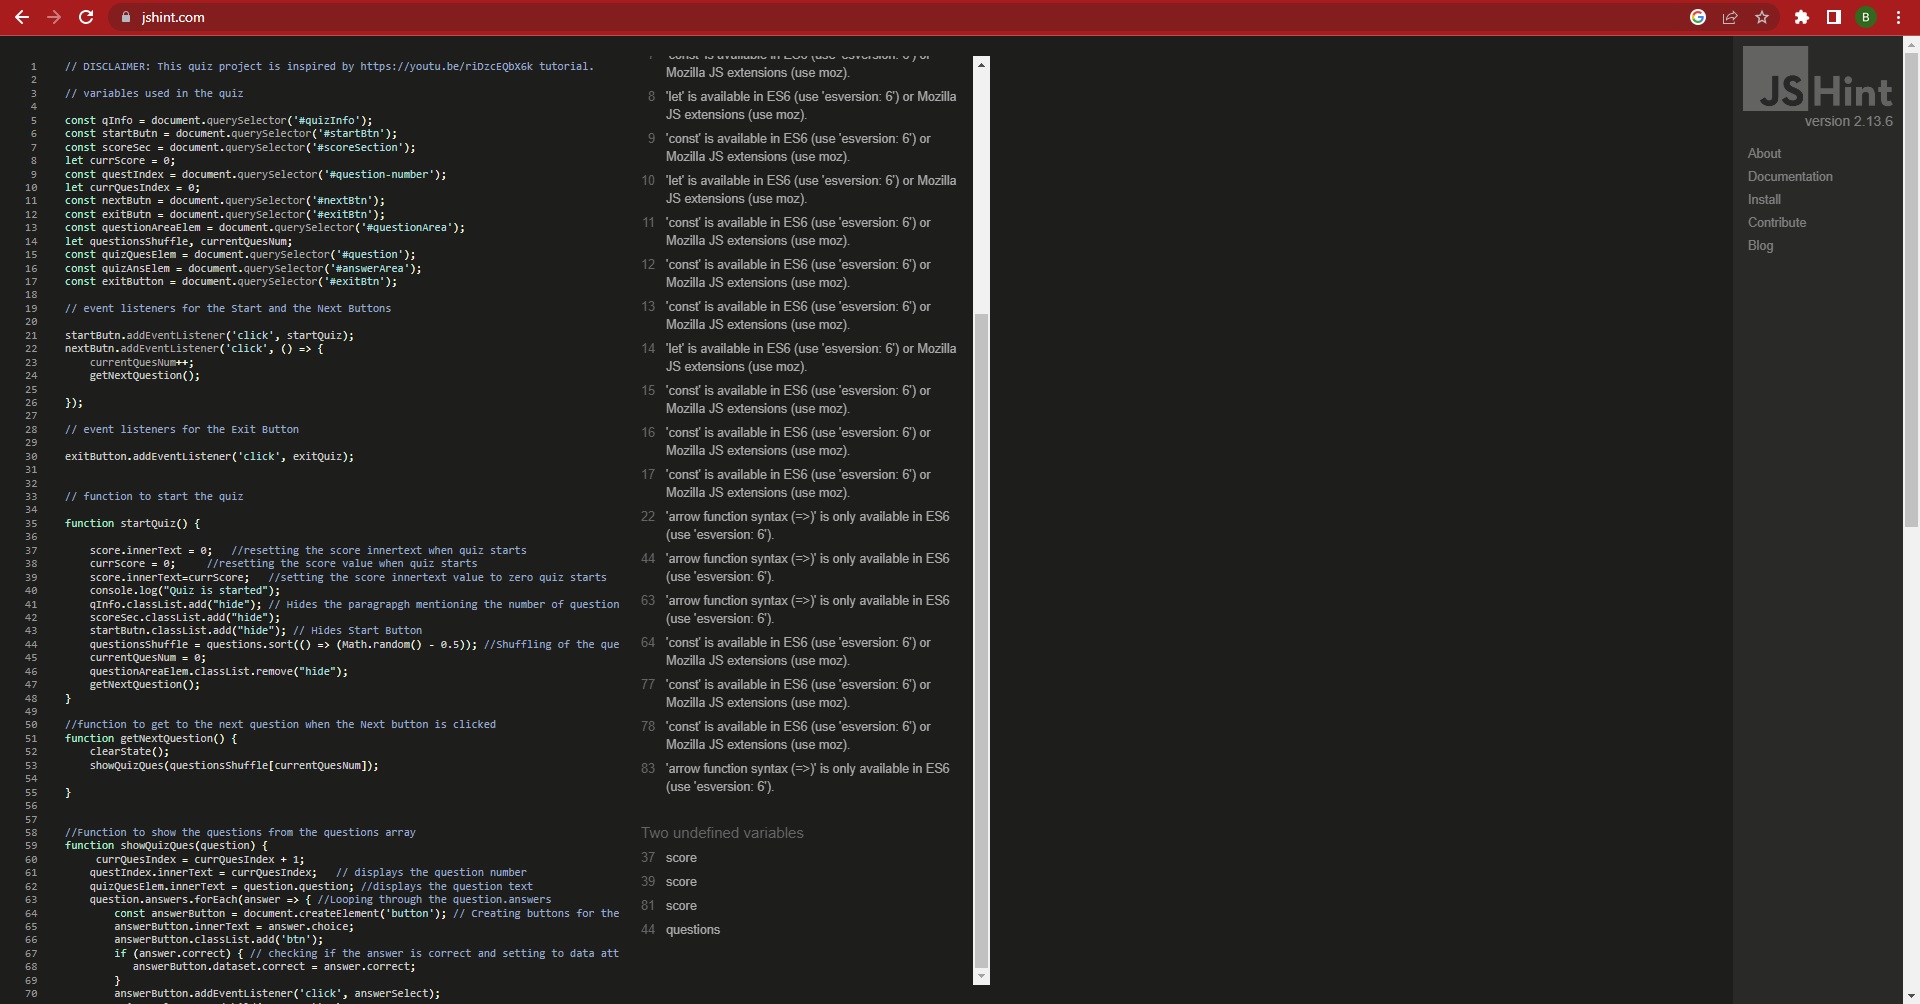 jshint.com
B
1 // DISCLAIMER: This quiz project is inspired by https://youtu.be/riDzcEQbX6k tutorial.
2
3 // variables used in the quiz
4
5 const qInfo = document.querySelector('#quizInfo');
6 const startButn = document.querySelector('#startBtn');
7 const scoreSec = document.querySelector('#scoreSection');
8 let currScore = 0;
9 const questIndex = document.querySelector('#question-number');
10 let currQuesIndex = 0;
11 const nextButn = document.querySelector('#nextBtn');
12 const exitButn = document.querySelector('#exitBtn');
13 const questionAreaElem = document.querySelector('#questionArea');
14 let questionsShuffle, currentQuesNum;
15 const quizQuesElem = document.querySelector('#question');
16 const quizAnsElem = document.querySelector('#answerArea');
17 const exitButton = document.querySelector('#exitBtn');
18
19 // event listeners for the Start and the Next Buttons
20
21 startButn.addEventListener('click', startQuiz);
22 nextButn.addEventListener('click', () => {
23 currentQuesNum++;
24 getNextQuestion();
25
26 });
27
28 // event listeners for the Exit Button
29
30 exitButton.addEventListener('click', exitQuiz);
31
32
33 // function to start the quiz
34
35 function startQuiz() {
36
37 score.innerText = 0; //resetting the score innertext when quiz starts
38 currScore = 0; //resetting the score value when quiz starts
39 score.innerText=currScore; //setting the score innertext value to zero quiz starts
40 console.log("Quiz is started");
41 qInfo.classList.add("hide"); // Hides the paragrapgh mentioning the number of question
42 scoreSec.classList.add("hide");
43 startButn.classList.add("hide"); // Hides Start Button
44 questionsShuffle = questions.sort(() => (Math.random() - 0.5)); //Shuffling of the que
45 currentQuesNum = 0;
46 questionAreaElem.classList.remove("hide");
47 getNextQuestion();
48 }
49
50 //function to get to the next question when the Next button is clicked
51 function getNextQuestion() {
52 clearState();
53 showQuizQues(questionsShuffle[currentQuesNum]);
54
55 }
56
57
58 //Function to show the questions from the questions array
59 function showQuizQues(question) {
60 currQuesIndex = currQuesIndex + 1;
61 questIndex.innerText = currQuesIndex; // displays the question number
62 quizQuesElem.innerText = question.question; //displays the question text
63 question.answers.forEach(answer => { //Looping through the question.answers
64 const answerButton = document.createElement('button'); // Creating buttons for the
65 answerButton.innerText = answer.choice;
66 answerButton.classList.add('btn');
67 if (answer.correct) { // checking if the answer is correct and setting to data att
68 answerButton.dataset.correct = answer.correct;
69 }
70 answerButton.addEventListener('click', answerSelect);
7 'const' is available in ES6 (use 'esversion: 6') or
Mozilla JS extensions (use moz).
8 'let' is available in ES6 (use 'esversion: 6') or Mozilla
JS extensions (use moz).
9 'const' is available in ES6 (use 'esversion: 6') or
Mozilla JS extensions (use moz).
10 'let' is available in ES6 (use 'esversion: 6') or Mozilla
JS extensions (use moz).
11 'const' is available in ES6 (use 'esversion: 6') or
Mozilla JS extensions (use moz).
12 'const' is available in ES6 (use 'esversion: 6') or
Mozilla JS extensions (use moz).
13 'const' is available in ES6 (use 'esversion: 6') or
Mozilla JS extensions (use moz).
14 'let' is available in ES6 (use 'esversion: 6') or Mozilla
JS extensions (use moz).
15 'const' is available in ES6 (use 'esversion: 6') or
Mozilla JS extensions (use moz).
16 'const' is available in ES6 (use 'esversion: 6') or
Mozilla JS extensions (use moz).
17 'const' is available in ES6 (use 'esversion: 6') or
Mozilla JS extensions (use moz).
22 'arrow function syntax (=>)' is only available in ES6
(use 'esversion: 6').
44 'arrow function syntax (=>)' is only available in ES6
(use 'esversion: 6').
63 'arrow function syntax (=>)' is only available in ES6
(use 'esversion: 6').
64 'const' is available in ES6 (use 'esversion: 6') or
Mozilla JS extensions (use moz).
77 'const' is available in ES6 (use 'esversion: 6') or
Mozilla JS extensions (use moz).
78 'const' is available in ES6 (use 'esversion: 6') or
Mozilla JS extensions (use moz).
83 'arrow function syntax (=>)' is only available in ES6
(use 'esversion: 6').
Two undefined variables
37 score
39 score
81 score
44 questions
JSHint
version 2.13.6
About
Documentation
Install
Contribute
Blog